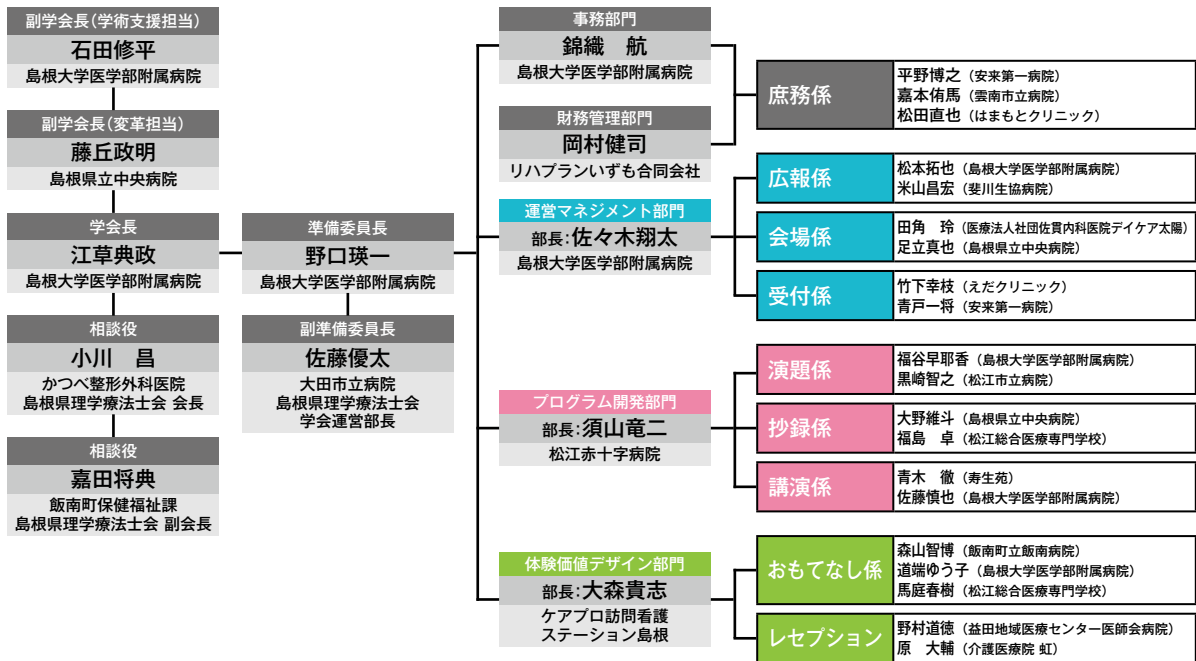 副学会長(学術支援担当)
石田修平
島根大学医学部附属病院
副学会長(変革担当)
藤丘政明
島根県立中央病院
学会長
江草典政
島根大学医学部附属病院
相談役
小川　昌
かつべ整形外科医院
島根県理学療法士会 会長
相談役
嘉田将典
飯南町保健福祉課
島根県理学療法士会 副会長
準備委員長
野口瑛一
島根大学医学部附属病院
副準備委員長
佐藤優太
大田市立病院
島根県理学療法士会
学会運営部長
事務部門
錦織　航
島根大学医学部附属病院
財務管理部門
岡村健司
リハプランいずも合同会社
庶務係
平野博之（安来第一病院）
嘉本侑馬（雲南市立病院）
松田直也（はまもとクリニック）
運営マネジメント部門
部長:佐々木翔太
島根大学医学部附属病院
広報係
松本拓也（島根大学医学部附属病院）
米山昌宏（斐川生協病院）
会場係
田角　玲（医療法人社団佐貫内科医院デイケア太陽）
足立真也（島根県立中央病院）
受付係
竹下幸枝（えだクリニック）
青戸一将（安来第一病院）
プログラム開発部門
部長:須山竜二
松江赤十字病院
演題係
福谷早耶香（島根大学医学部附属病院）
黒崎智之（松江市立病院）
抄録係
大野維斗（島根県立中央病院）
福島　卓（松江総合医療専門学校）
講演係
青木　徹（寿生苑）
佐藤慎也（島根大学医学部附属病院）
体験価値デザイン部門
部長:大森貴志
ケアプロ訪問看護
ステーション島根
おもてなし係
森山智博（飯南町立飯南病院）
道端ゆう子（島根大学医学部附属病院）
馬庭春樹（松江総合医療専門学校）
レセプション
野村道徳（益田地域医療センター医師会病院）
原　大輔（介護医療院 虹）